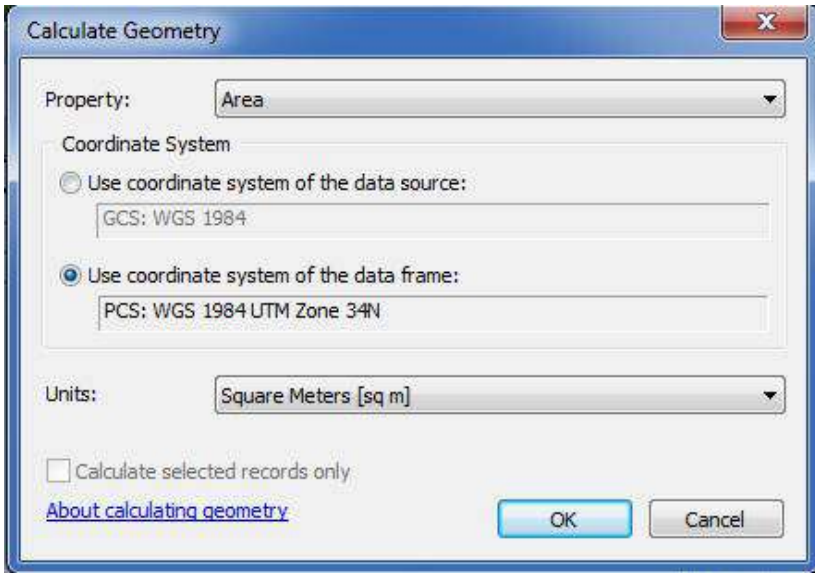 Calculate Geometry
Property: Area
Coordinate System
Use coordinate system of the data source:
GCS: WGS 1984
Use coordinate system of the data frame:
PCS: WGS 1984 UTM Zone 34N
Units: Square Meters [sq m]
Calculate selected records only
About calculating geometry
OK Cancel